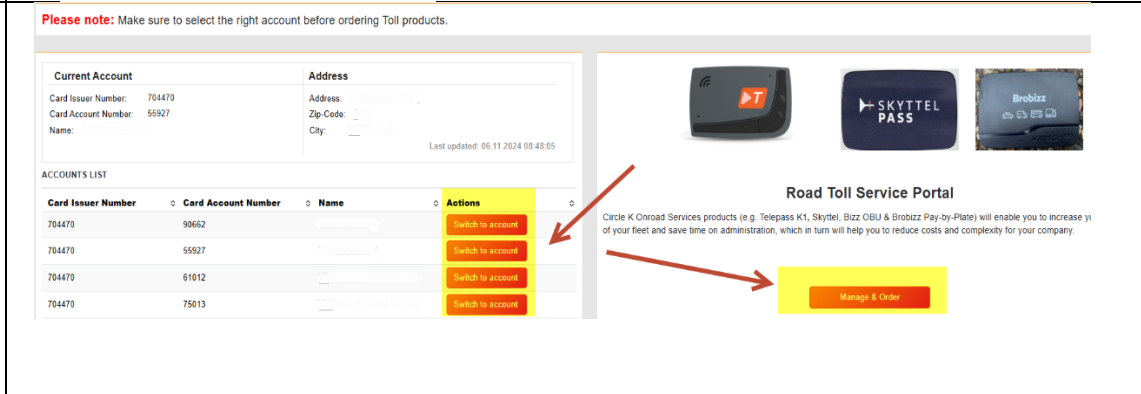 Please note: Make sure to select the right account before ordering Toll products.
Current Account
Card Issuer Number: 704470
Card Account Number: 55927
Name:
Address
Address:
Zip-Code:
City:
Last updated: 06.11.2024 08:48:05
ACCOUNTS LIST
Card Issuer Number Card Account Number Name Actions
704470 90662 Switch to account
704470 55927 Switch to account
704470 61012 Switch to account
704470 75013 Switch to account
T
SKYTTEL
PASS
Brobizz
Road Toll Service Portal
Circle K Onroad Services products (e.g. Telepass K1, Skyttel, Bizz OBU & Brobizz Pay-by-Plate) will enable you to increase
of your fleet and save time on administration, which in turn will help you to reduce costs and complexity for your company.
Manage & Order